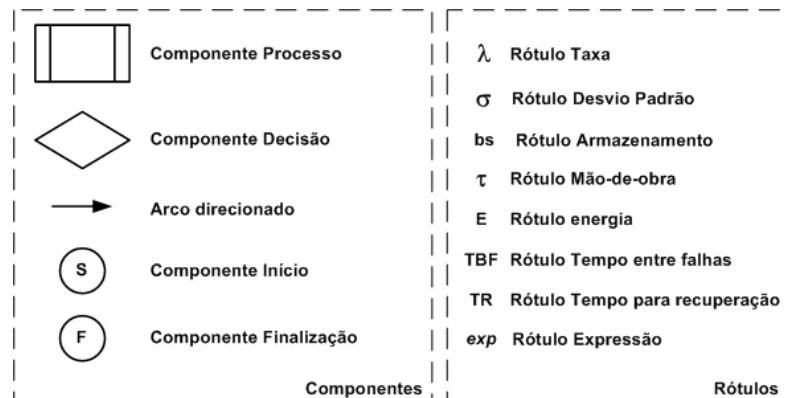 Componente Processo
Componente Decisão
Arco direcionado
S Componente Início
F Componente Finalização
Componentes
λ Rótulo Taxa
σ Rótulo Desvio Padrão
bs Rótulo Armazenamento
τ Rótulo Mão-de-obra
E Rótulo energia
TBF Rótulo Tempo entre falhas
TR Rótulo Tempo para recuperação
exp Rótulo Expressão
Rótulos